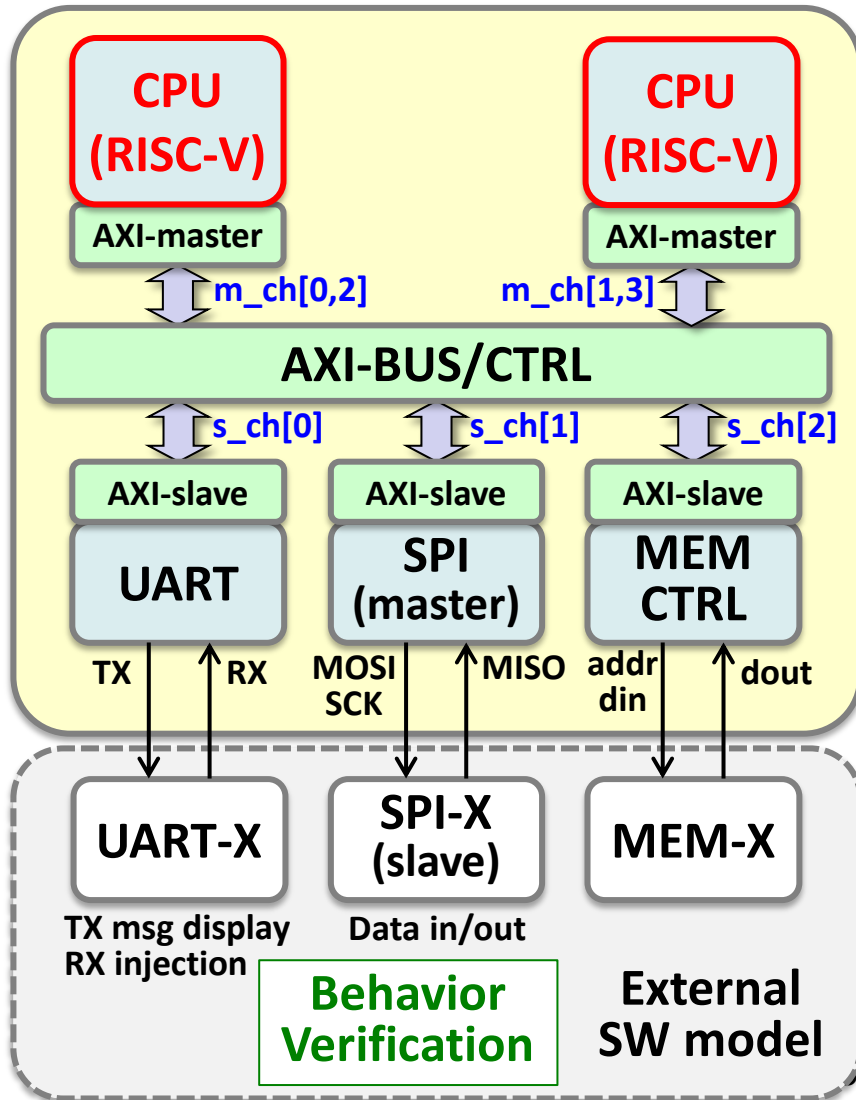 CPU
(RISC-V)
CPU
(RISC-V)
AXI-master
AXI-master
m_ch[0,2]
m_ch[1,3]
AXI-BUS/CTRL
s_ch[0]
s_ch[1]
s_ch[2]
AXI-slave
AXI-slave
AXI-slave
UART
SPI
(master)
MEM
CTRL
TX
RX
MOSI
SCK
MISO
addr
din
dout
UART-X
SPI-X
(slave)
MEM-X
TX msg display
RX injection
Data in/out
Behavior
Verification
External
SW model